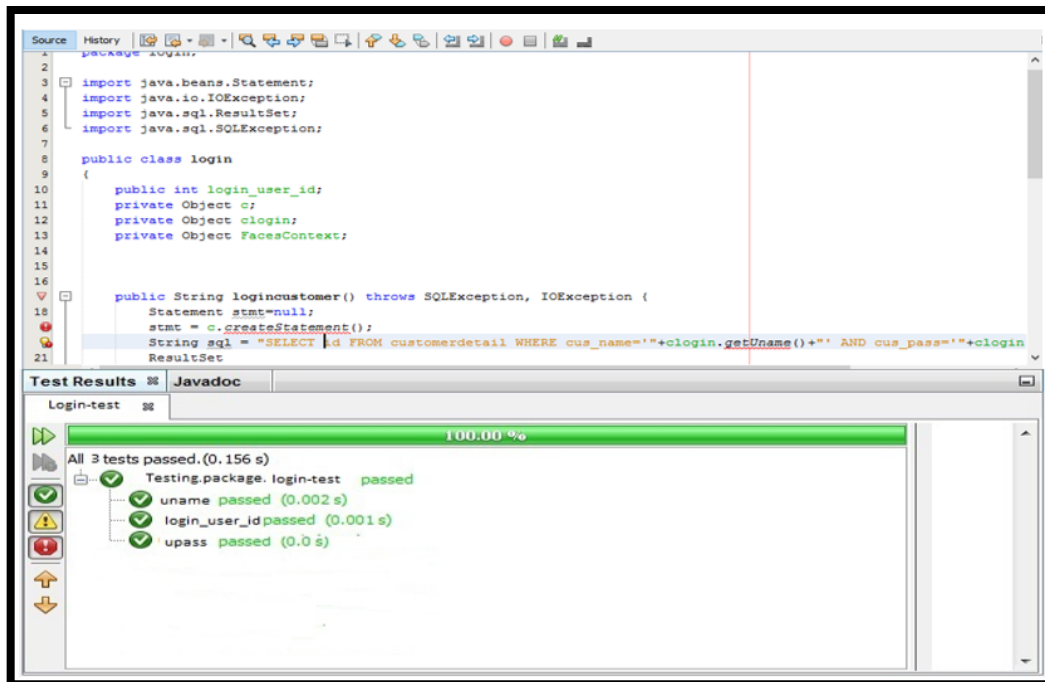 Source History
1 package login;
2
3 import java.beans.Statement;
4 import java.io.IOException;
5 import java.sql.ResultSet;
6 import java.sql.SQLException;
7
8 public class login
9 {
10 public int login_user_id;
11 private Object c;
12 private Object clogin;
13 private Object FacesContext;
14
15
16
public String logincustomer() throws SQLException, IOException {
18 Statement stmt=null;
stmt = c.createStatement();
String sql = "SELECT id FROM customerdetail WHERE cus_name='"+clogin.getUname()+"' AND cus_pass='"+clogin
21 ResultSet
Test Results Javadoc
Login-test
100.00 %
All 3 tests passed.(0.156 s)
Testing.package. login-test passed
uname passed (0.002 s)
login_user_id passed (0.001 s)
upass passed (0.0 s)